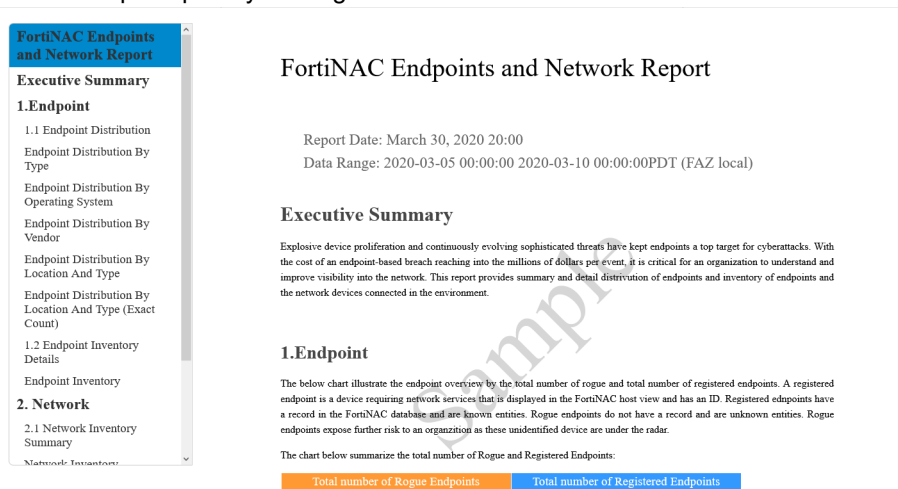 FortiNAC Endpoints
and Network Report
Executive Summary
1.Endpoint
1.1 Endpoint Distribution
Endpoint Distribution By
Type
Endpoint Distribution By
Operating System
Endpoint Distribution By
Vendor
Endpoint Distribution By
Location And Type
Endpoint Distribution By
Location And Type (Exact
Count)
1.2 Endpoint Inventory
Details
Endpoint Inventory
2. Network
2.1 Network Inventory
Summary
Network Inventory
FortiNAC Endpoints and Network Report
Report Date: March 30, 2020 20:00
Data Range: 2020-03-05 00:00:00 2020-03-10 00:00:00PDT (FAZ local)
Executive Summary
Explosive device proliferation and continuously evolving sophisticated threats have kept endpoints a top target for cyberattacks. With
the cost of an endpoint-based breach reaching into the millions of dollars per event, it is critical for an organization to understand and
improve visibility into the network. This report provides summary and detail distrivution of endpoints and inventory of endpoints and
the network devices connected in the environment.
1.Endpoint
The below chart illustrate the endpoint overview by the total number of rogue and total number of registered endpoints. A registered
endpoint is a device requiring network services that is displayed in the FortiNAC host view and has an ID. Registered ednpoints have
a record in the FortiNAC database and are known entities. Rogue endpoints do not have a record and are unknown entities. Rogue
endpoints expose further risk to an organzition as these unidentified device are under the radar.
The chart below summarize the total number of Rogue and Registered Endpoints:
Total number of Rogue Endpoints
Total number of Registered Endpoints
Sample